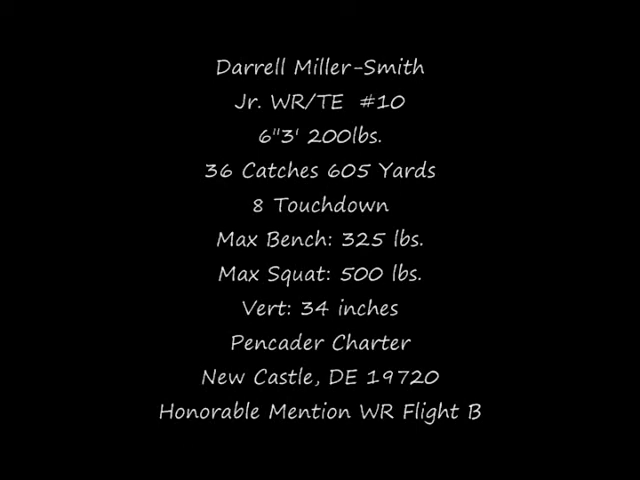 Darrell Miller-Smith
Jr. WR/TE #10
6"3' 200lbs.
36 Catches 605 Yards
8 Touchdown
Max Bench: 325 lbs.
Max Squat: 500 lbs.
Vert: 34 inches
Pencader Charter
New Castle, DE 19720
Honorable Mention WR Flight B